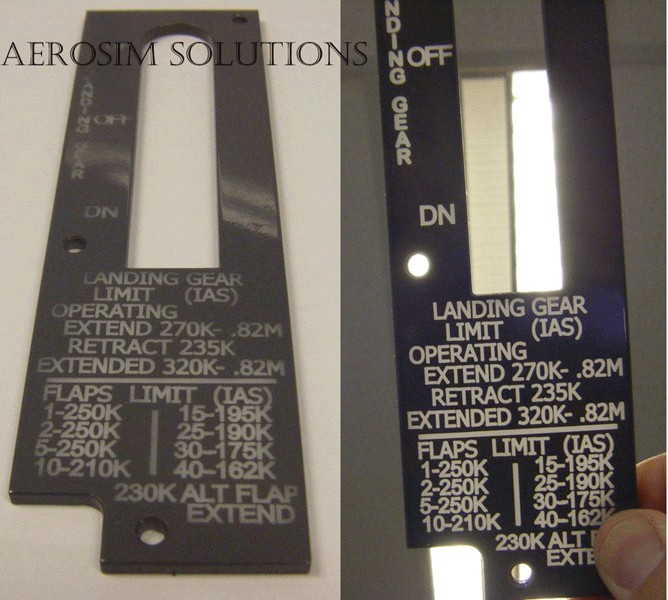 AEROSIM SOLUTIONS
LANDING GEAR
OFF
DN
LANDING GEAR
LIMIT (IAS)
OPERATING
EXTEND 270K- .82M
RETRACT 235K
EXTENDED 320K- .82M
FLAPS LIMIT (IAS)
1-250K 15-195K
2-250K 25-190K
5-250K 30-175K
10-210K 40-162K
230K ALT FLAP
EXTEND
NDING GEAR
OFF
DN
LANDING GEAR
LIMIT (IAS)
OPERATING
EXTEND 270K- .82M
RETRACT 235K
EXTENDED 320K- .82M
FLAPS LIMIT (IAS)
1-250K 15-195K
2-250K 25-190K
5-250K 30-175K
10-210K 40-162K
230K ALT F
EXTE